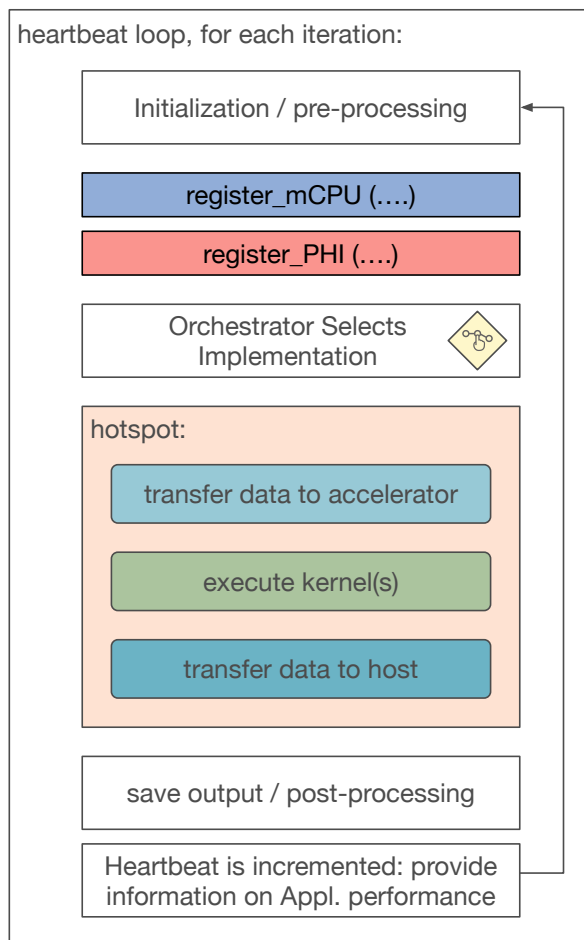 heartbeat loop, for each iteration:
Initialization / pre-processing
register_mCPU (....)
register_PHI (....)
Orchestrator Selects
Implementation
hotspot:
transfer data to accelerator
execute kernel(s)
transfer data to host
save output / post-processing
Heartbeat is incremented: provide
information on Appl. performance